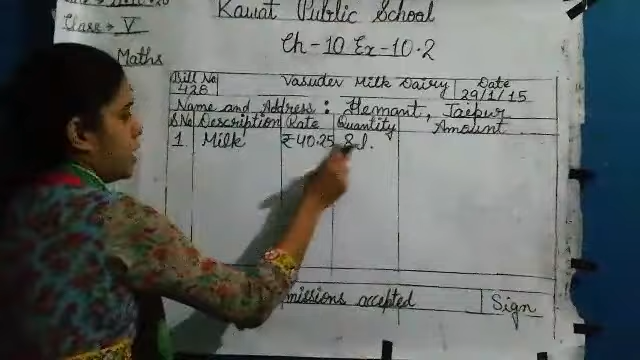 Kawat Public School
Class → V
Ch - 10 Ex - 10.2
Maths
Bill No Vasudev Milk Dairy Date
428 29/1/15
Name and Address : Hemant, Jaipur
S.No Description Rate Quantity Amount
1 Milk ₹40.25 8 l.
missions accepted Sign